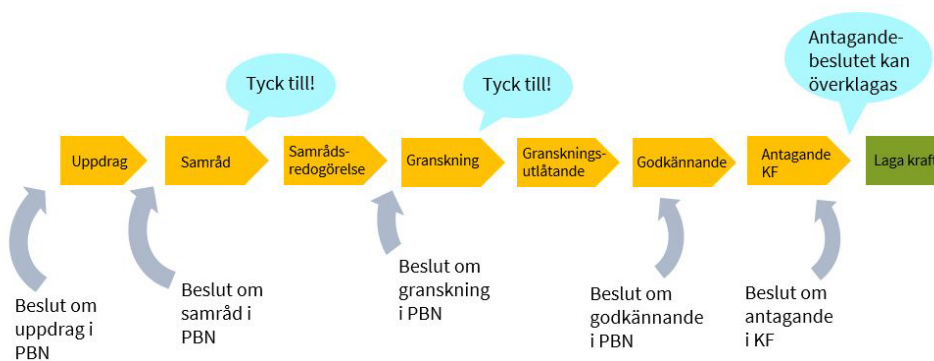 Tyck till!
Tyck till!
Antagande-
beslutet kan
överklagas
Uppdrag
Samråd
Samråds-
redogörelse
Granskning
Gransknings-
utlåtande
Godkännande
Antagande
KF
Laga kraft
Beslut om
uppdrag i
PBN
Beslut om
samråd i
PBN
Beslut om
granskning
i PBN
Beslut om
godkännande
i PBN
Beslut om
antagande
i KF